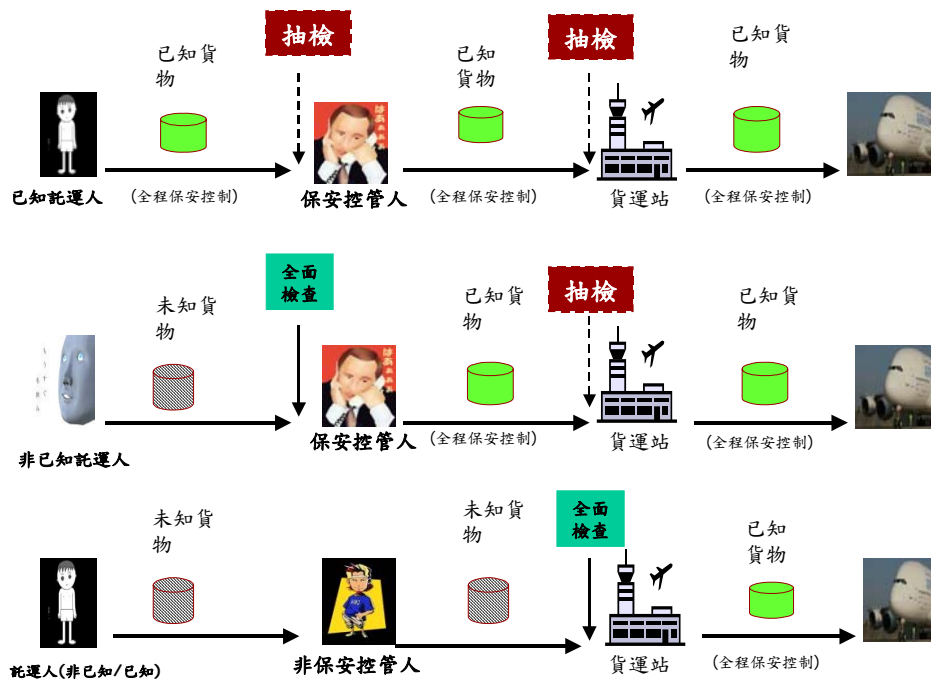 抽檢
抽檢
已知貨
物
已知
貨物
已知貨
物
已知託運人
(全程保安控制)
保安控管人
(全程保安控制)
貨運站
(全程保安控制)
全面
檢查
抽檢
未知貨
物
已知貨
物
已知貨
物
非已知託運人
保安控管人
(全程保安控制)
貨運站
(全程保安控制)
全面
檢查
未知貨
物
未知貨
物
已知
貨物
託運人(非已知/已知)
非保安控管人
貨運站
(全程保安控制)